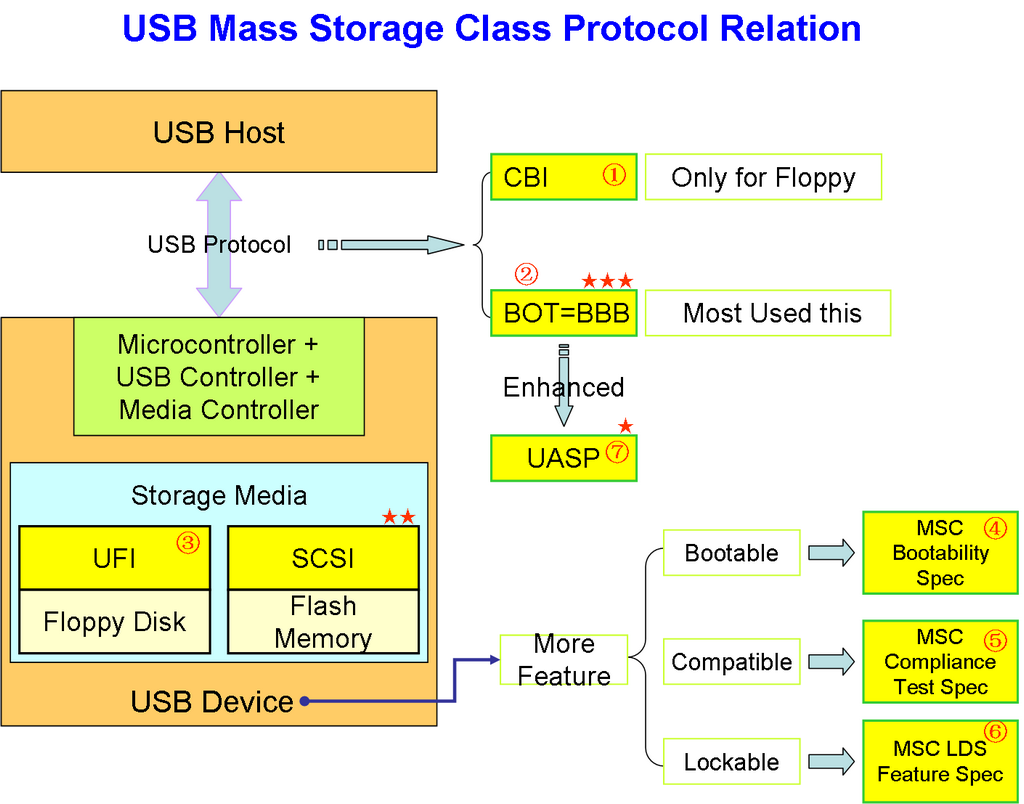 USB Mass Storage Class Protocol Relation
USB Host
USB Protocol
CBI ①
Only for Floppy
② ★★★
BOT=BBB
Most Used this
Enhanced
★
UASP ⑦
Microcontroller +
USB Controller +
Media Controller
Storage Media
★★
UFI ③
SCSI
Floppy Disk
Flash
Memory
USB Device
More
Feature
Bootable
MSC ④
Bootability
Spec
Compatible
MSC ⑤
Compliance
Test Spec
Lockable
⑥
MSC LDS
Feature Spec